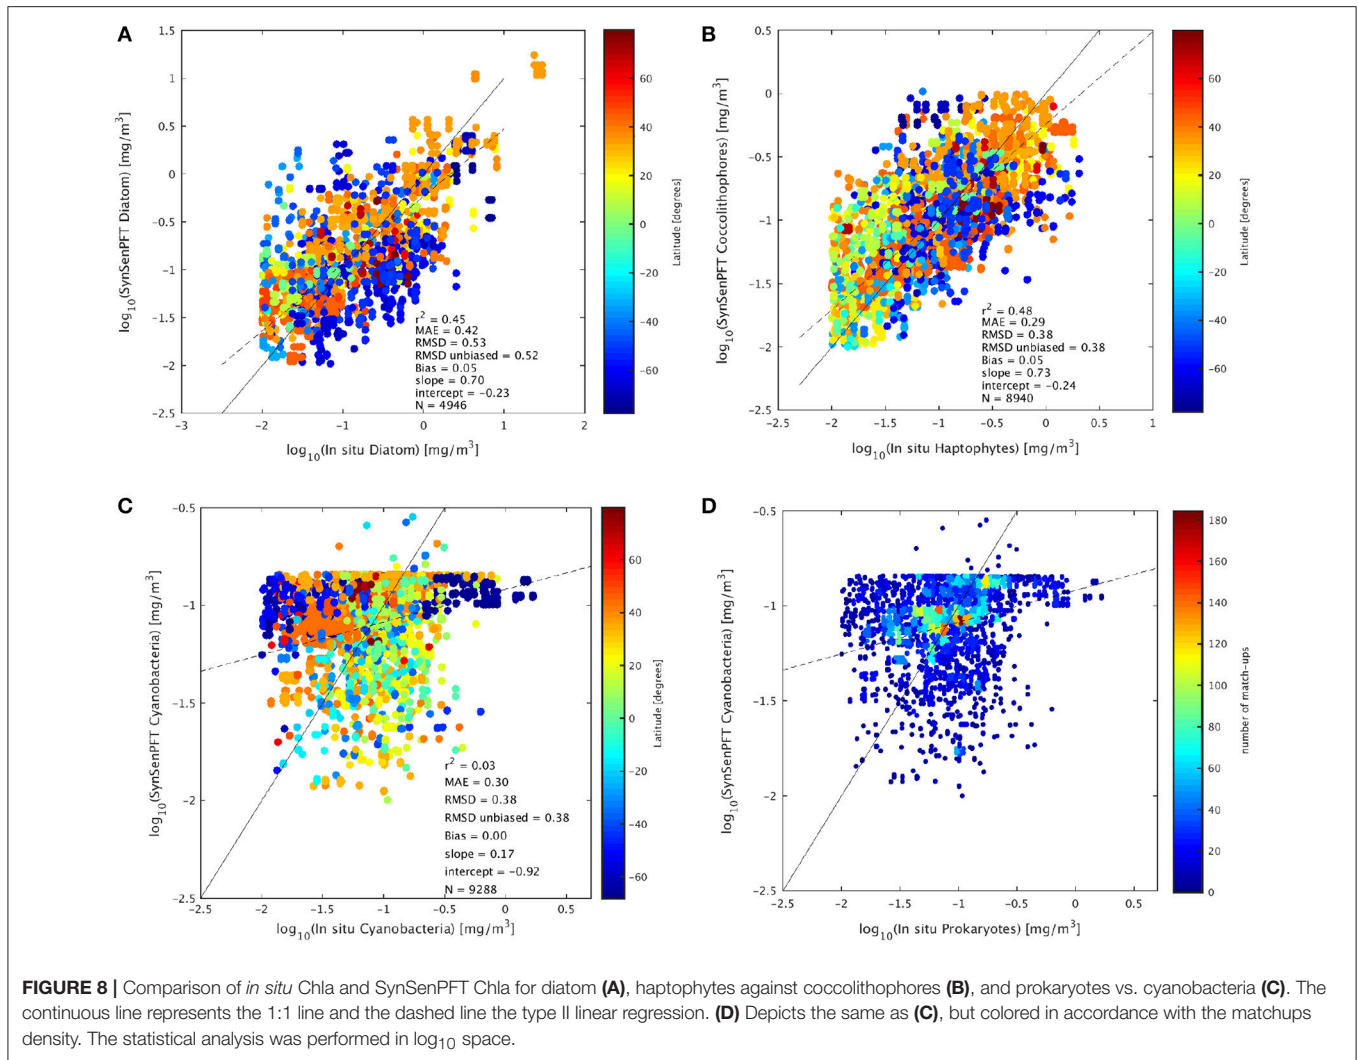 A
1.5
1
0.5
0
−0.5
−1
−1.5
−2
−2.5
−3
−2
−1
0
1
2
log10(SynSenPFT Diatom) [mg/m3]
log10(In situ Diatom) [mg/m3]
r2 = 0.45
MAE = 0.42
RMSD = 0.53
RMSD unbiased = 0.52
Bias = 0.05
slope = 0.70
intercept = −0.23
N = 4946
60
40
20
0
−20
−40
−60
Latitude [degrees]
B
0.5
0
−0.5
−1
−1.5
−2
−2.5
−2.5
−2
−1.5
−1
−0.5
0
0.5
1
log10(SynSenPFT Coccolithophores) [mg/m3]
log10(In situ Haptophytes) [mg/m3]
r2 = 0.48
MAE = 0.29
RMSD = 0.38
RMSD unbiased = 0.38
Bias = 0.05
slope = 0.73
intercept = −0.24
N = 8940
60
40
20
0
−20
−40
−60
Latitude [degrees]
C
−0.5
−1
−1.5
−2
−2.5
−2.5
−2
−1.5
−1
−0.5
0
0.5
log10(SynSenPFT Cyanobacteria) [mg/m3]
log10(In situ Cyanobacteria) [mg/m3]
r2 = 0.03
MAE = 0.30
RMSD = 0.38
RMSD unbiased = 0.38
Bias = 0.00
slope = 0.17
intercept = −0.92
N = 9288
60
40
20
0
−20
−40
−60
Latitude [degrees]
D
−0.5
−1
−1.5
−2
−2.5
−2.5
−2
−1.5
−1
−0.5
0
0.5
log10(SynSenPFT Cyanobacteria) [mg/m3]
log10(In situ Prokaryotes) [mg/m3]
180
160
140
120
100
80
60
40
20
0
number of match−ups
FIGURE 8 | Comparison of in situ Chla and SynSenPFT Chla for diatom (A), haptophytes against coccolithophores (B), and prokaryotes vs. cyanobacteria (C). The
continuous line represents the 1:1 line and the dashed line the type II linear regression. (D) Depicts the same as (C), but colored in accordance with the matchups
density. The statistical analysis was performed in log10 space.